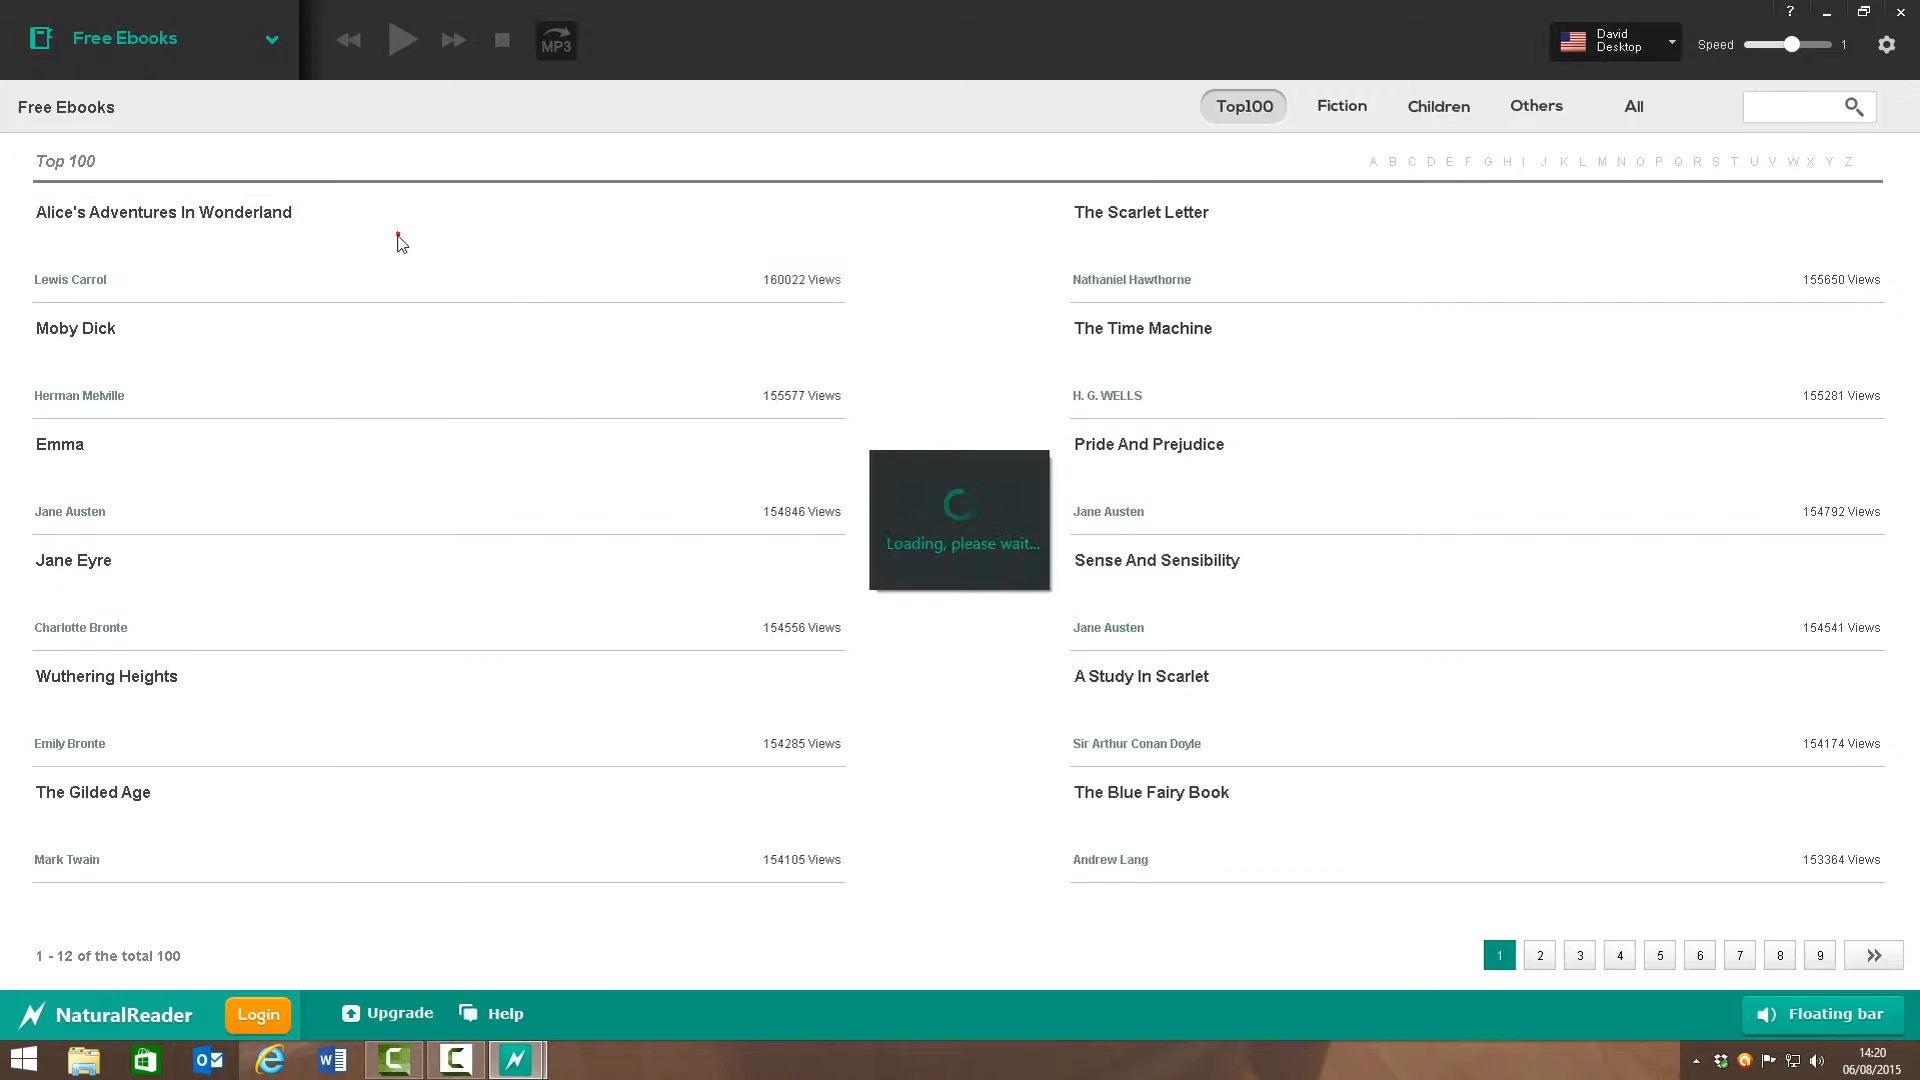 Free Ebooks
MP3
David
Desktop
Speed
1
?
Free Ebooks
Top100
Fiction
Children
Others
All
Top 100
A B C D E F G H I J K L M N O P Q R S T U V W X Y Z
Alice's Adventures In Wonderland
Lewis Carrol
160022 Views
The Scarlet Letter
Nathaniel Hawthorne
155650 Views
Moby Dick
Herman Melville
155577 Views
The Time Machine
H. G. WELLS
155281 Views
Emma
Jane Austen
154846 Views
Pride And Prejudice
Jane Austen
154792 Views
Loading, please wait...
Jane Eyre
Charlotte Bronte
154556 Views
Sense And Sensibility
Jane Austen
154541 Views
Wuthering Heights
Emily Bronte
154285 Views
A Study In Scarlet
Sir Arthur Conan Doyle
154174 Views
The Gilded Age
Mark Twain
154105 Views
The Blue Fairy Book
Andrew Lang
153364 Views
1 - 12 of the total 100
1 2 3 4 5 6 7 8 9
NaturalReader
Login
Upgrade
Help
Floating bar
14:20
06/08/2015